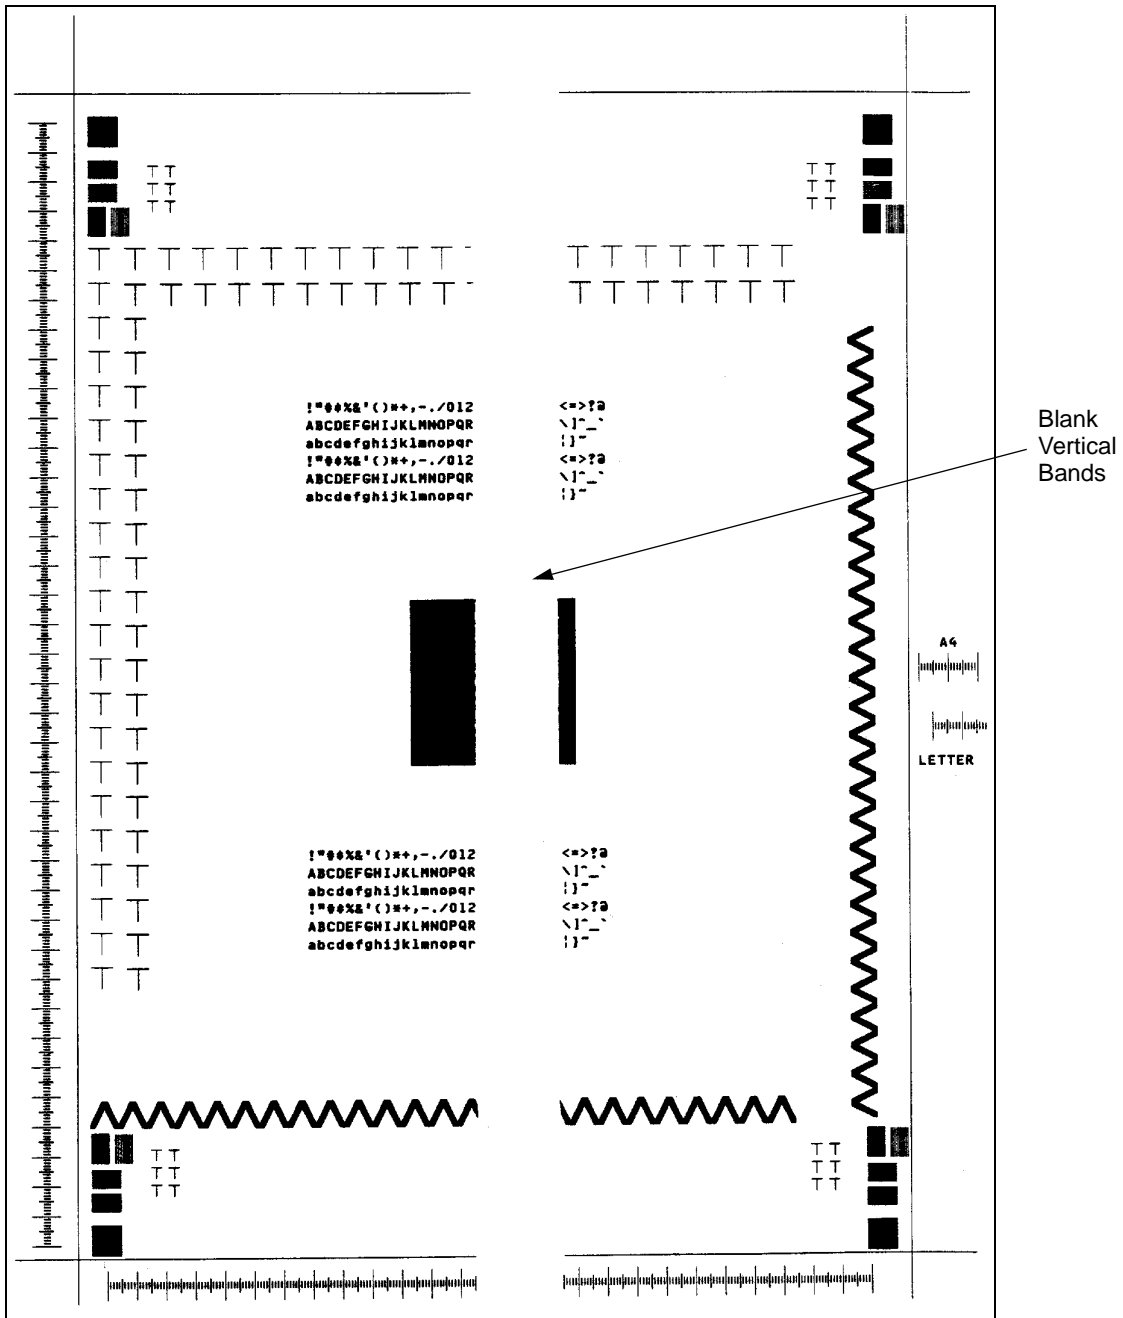 T T T T
T T T T
T T T T
T T T T T T T T T T T T T T T T T T
T T T T T T T T T T T T T T T T T T
T T
T T
T T
!"#$%&'()*+,-./012 <=>?@
ABCDEFGHIJKLMNOPQR \]^_`
abcdefghijklmnopqr |}~
!"#$%&'()*+,-./012 <=>?@
ABCDEFGHIJKLMNOPQR \]^_`
abcdefghijklmnopqr |}~
Blank
Vertical
Bands
T T
T T
T T
T T
T T
T T
T T
T T
T T
A4
LETTER
T T
T T
T T
T T
!"#$%&'()*+,-./012 <=>?@
ABCDEFGHIJKLMNOPQR \]^_`
abcdefghijklmnopqr |}~
!"#$%&'()*+,-./012 <=>?@
ABCDEFGHIJKLMNOPQR \]^_`
abcdefghijklmnopqr |}~
T T
T T
T T
T T
T T T T
T T T T
T T T T